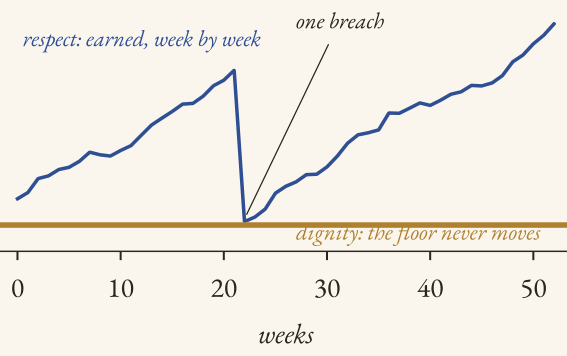 one breach
respect: earned, week by week
dignity: the floor never moves
0 10 20 30 40 50
weeks